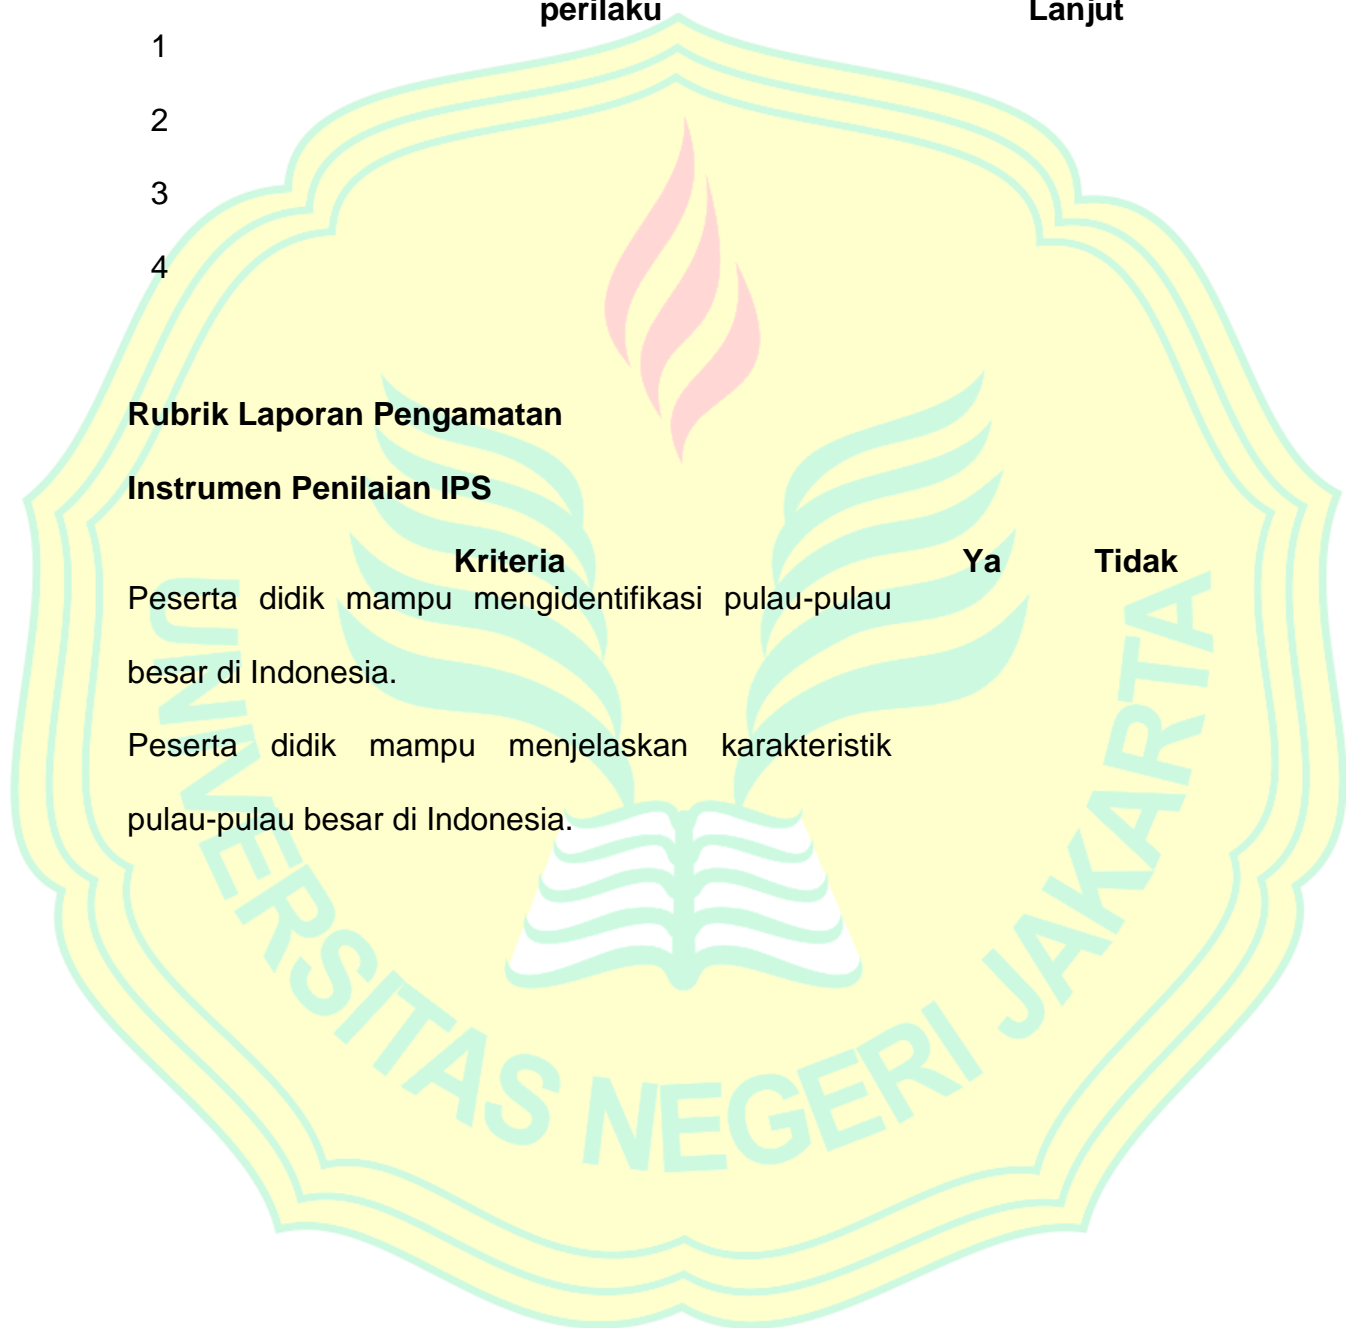 perilaku Lanjut
1
2
3
4
Rubrik Laporan Pengamatan
Instrumen Penilaian IPS
Kriteria Ya Tidak
Peserta didik mampu mengidentifikasi pulau-pulau
besar di Indonesia.
Peserta didik mampu menjelaskan karakteristik
pulau-pulau besar di Indonesia.
UNIVERSITAS NEGERI JAKARTA